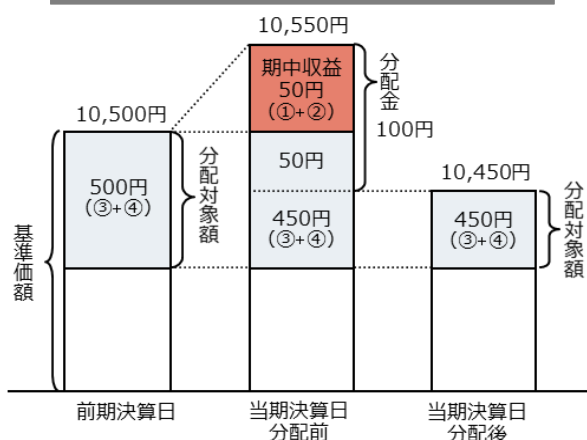 10,550円
期中収益
50円
(①+②)
分配金
100円
10,500円
500円
(③+④)
分配対象額
50円
450円
(③+④)
10,450円
450円
(③+④)
分配対象額
基準価額
前期決算日
当期決算日
分配前
当期決算日
分配後